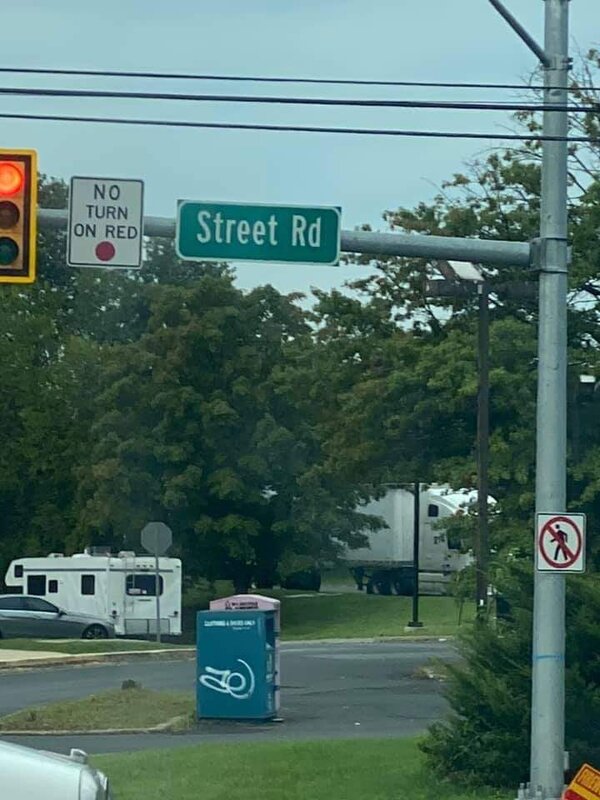 NO
TURN
ON RED
Street Rd
CLOTHING & SHOES ONLY